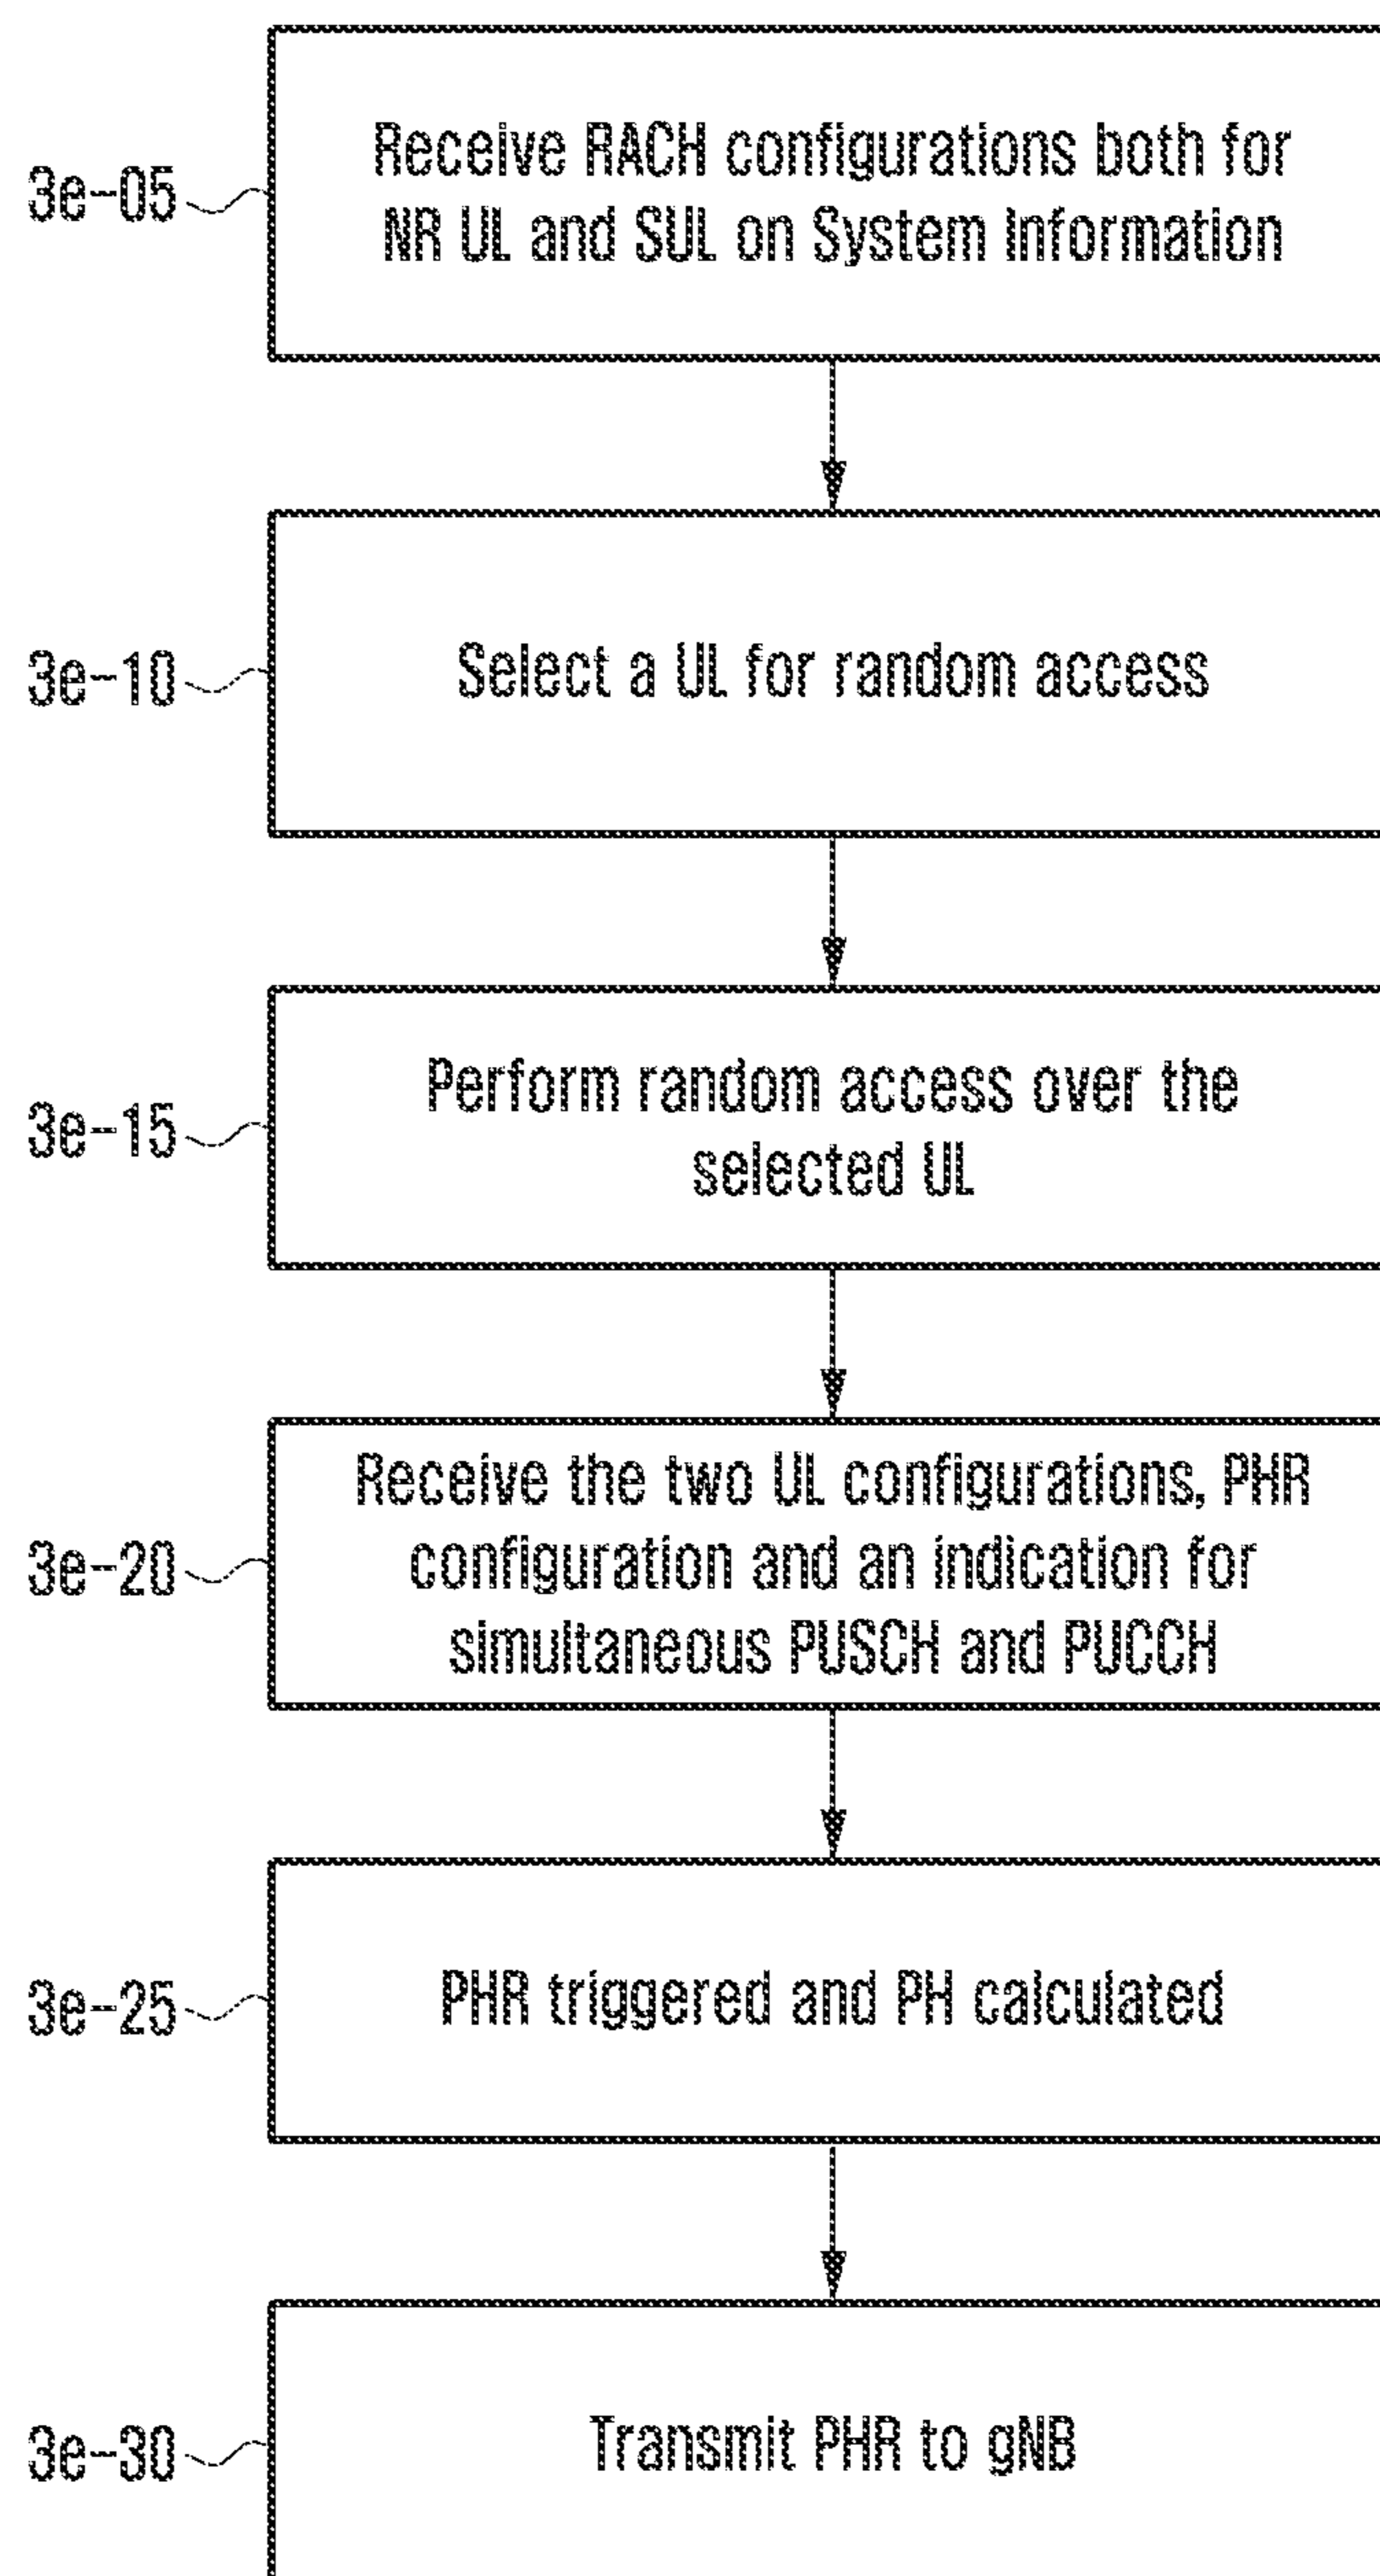 3e-05
Receive RACH configurations both for
NR UL and SUL on System Information
3e-10
Select a UL for random access
3e-15
Perform random access over the
selected UL
3e-20
Receive the two UL configurations, PHR
configuration and an indication for
simultaneous PUSCH and PUCCH
3e-25
PHR triggered and PH calculated
3e-30
Transmit PHR to gNB